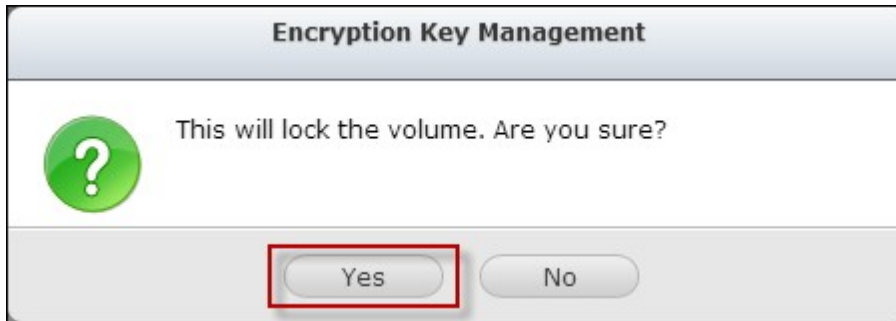 Encryption Key Management
This will lock the volume. Are you sure?
Yes No